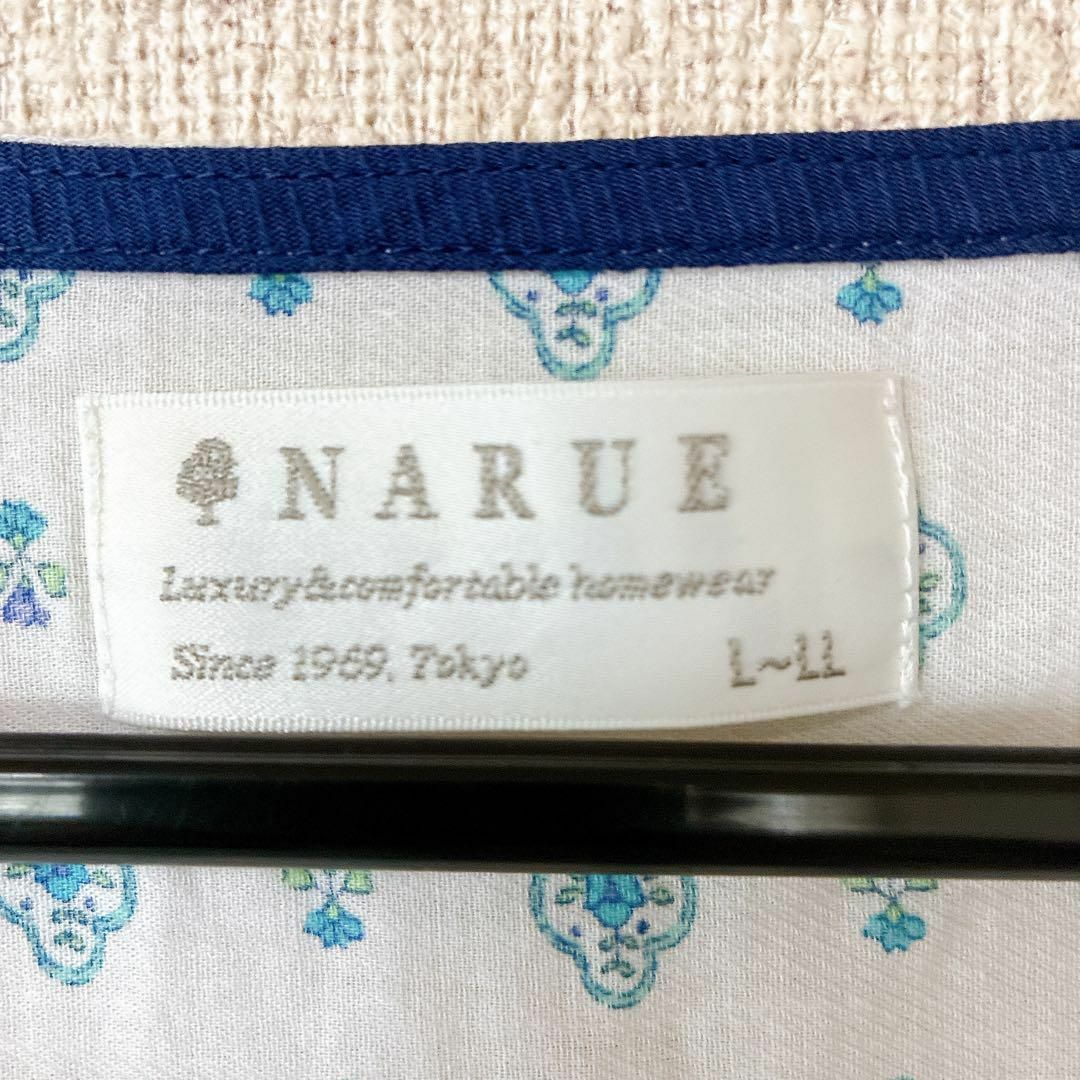 NARUE
Luxury&comfortable homewear
Since 1969, Tokyo L~LL